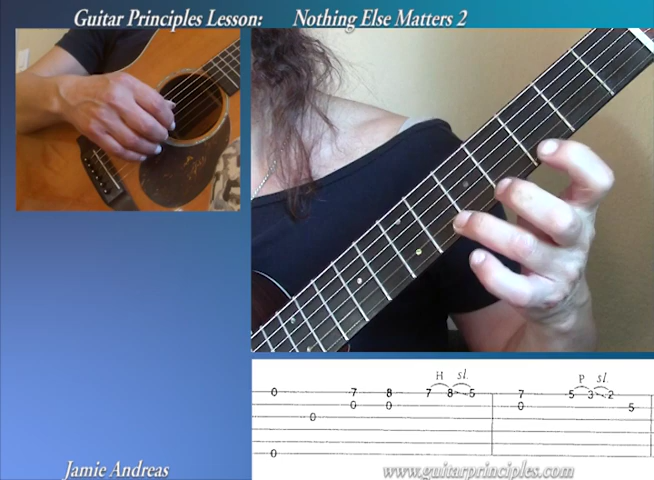 Guitar Principles Lesson: Nothing Else Matters 2
H sl. P sl.
0 7 8 7 8 5 7 5 3 2
0 0 0 5
0
0
Jamie Andreas www.guitarprinciples.com